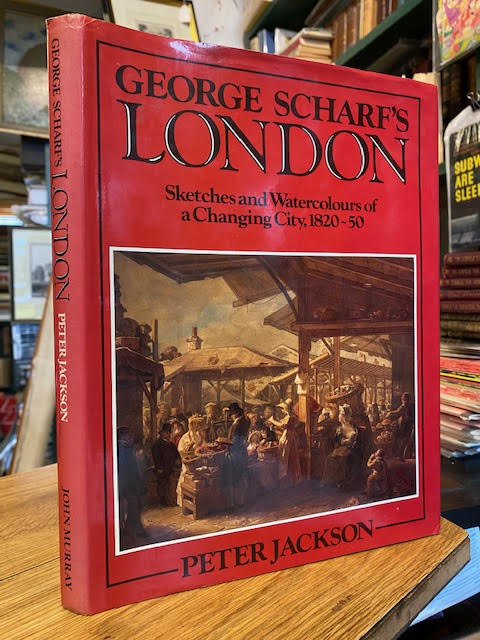 GEORGE SCHARF'S
LONDON
Sketches and Watercolours of
a Changing City, 1820~50
PETER JACKSON
GEORGE SCHARF'S LONDON PETER JACKSON JOHN MURRAY
SUBW
ARE
SLEE